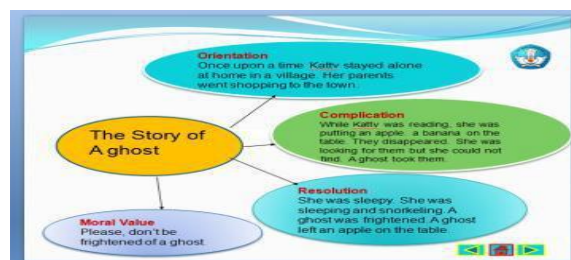 Orientation
Once upon a time Katty stayed alone
at home in a village. Her parents
went shopping to the town.
Complication
While Katty was reading, she was
putting an apple a banana on the
table. They disappeared. She was
looking for them but she could not
find. A ghost took them.
The Story of
A ghost
Resolution
She was sleepy. She was
sleeping and snorkeling. A
ghost was frightened. A ghost
left an apple on the table.
Moral Value
Please, don't be
frightened of a ghost